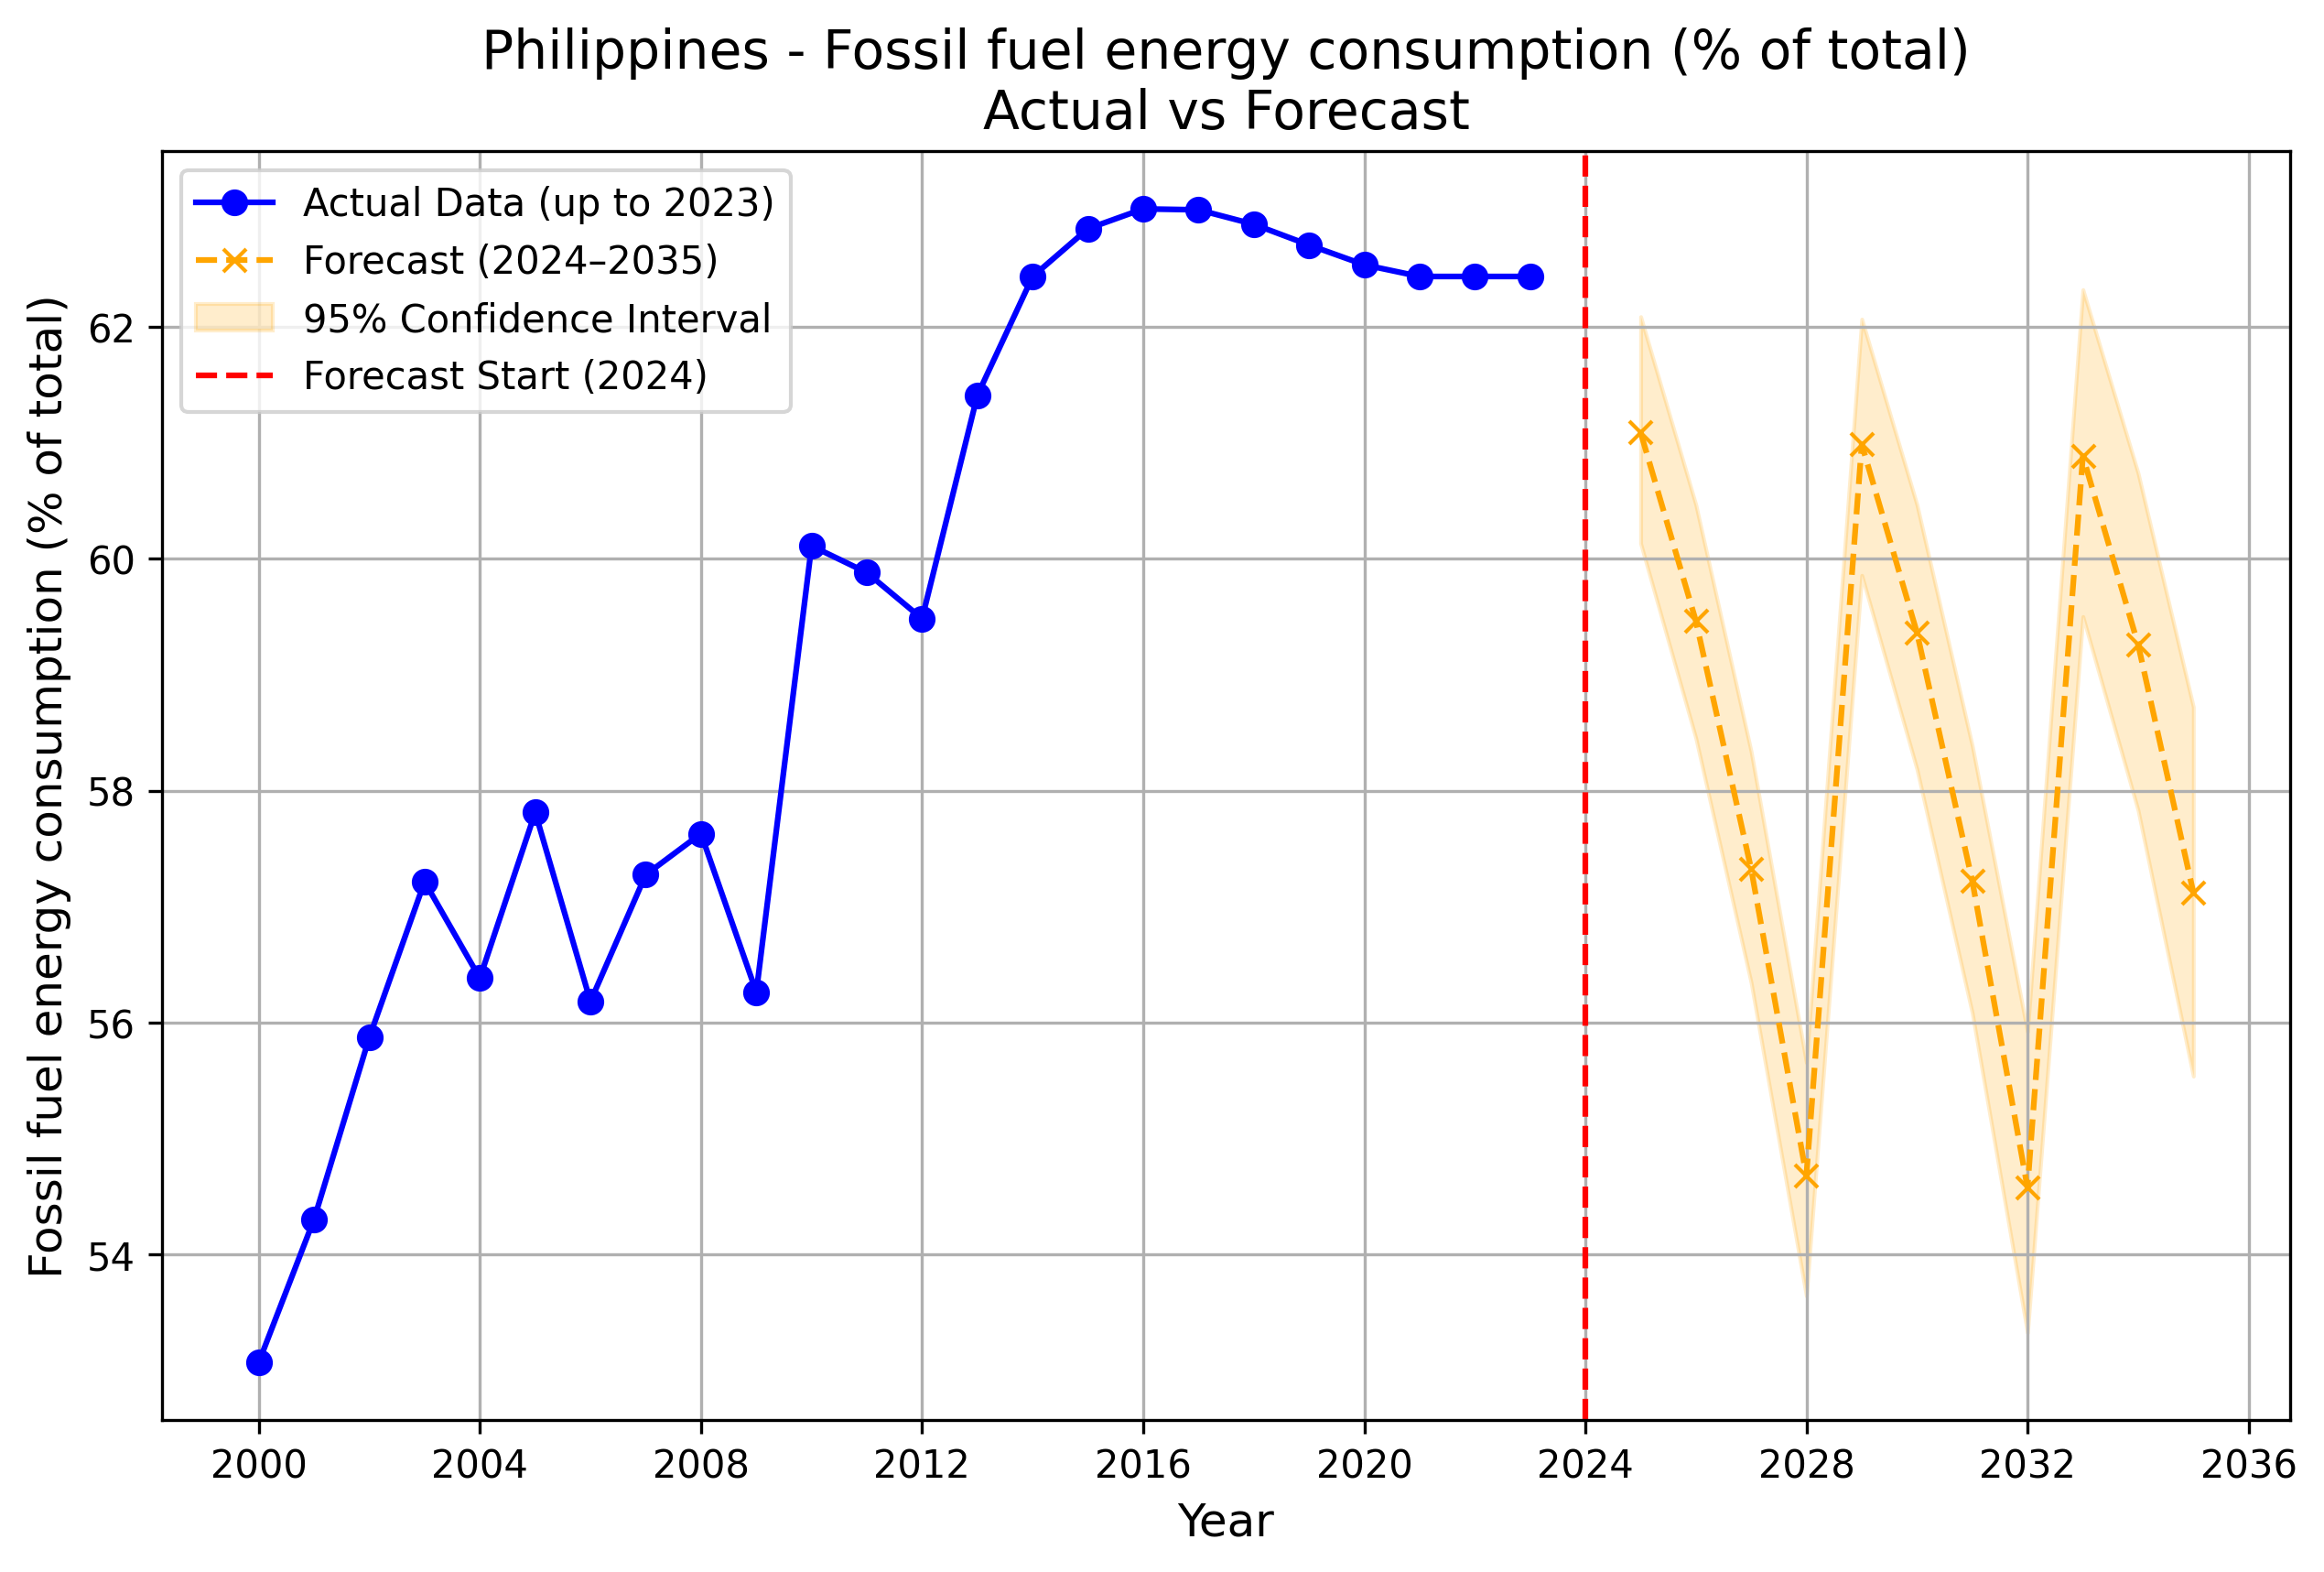 Philippines - Fossil fuel energy consumption (% of total)
Actual vs Forecast
Actual Data (up to 2023)
Forecast (2024–2035)
95% Confidence Interval
Forecast Start (2024)
Fossil fuel energy consumption (% of total)
62
60
58
56
54
2000 2004 2008 2012 2016 2020 2024 2028 2032 2036
Year